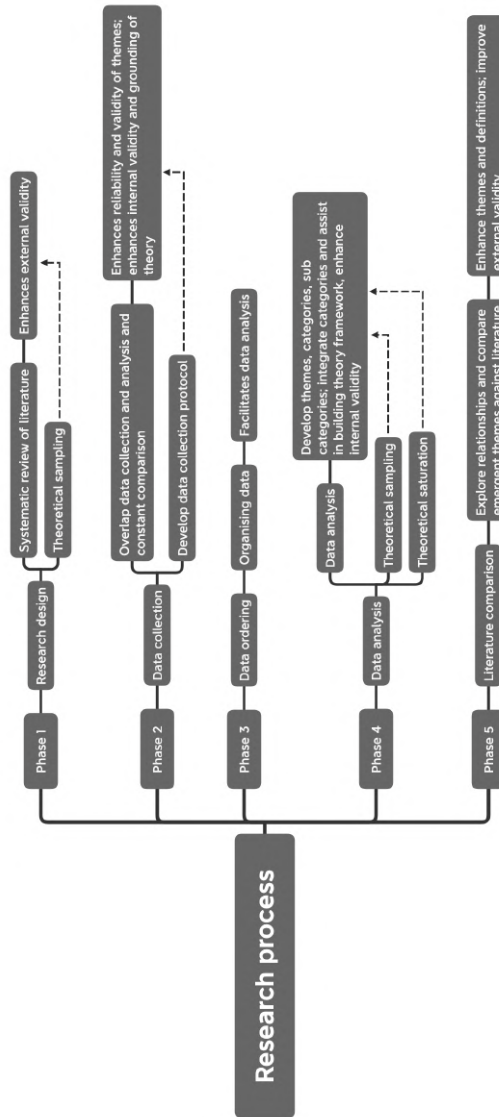 Research process
Phase 1
Research design
Systematic review of literature
Enhances external validity
Theoretical sampling
Phase 2
Data collection
Overlap data collection and analysis and
constant comparison
Enhances reliability and validity of themes;
enhances internal validity and grounding of
theory
Develop data collection protocol
Phase 3
Data ordering
Organising data
Facilitates data analysis
Phase 4
Data analysis
Data analysis
Develop themes, categories, sub
categories; integrate categories and assist
in building theory framework, enhance
internal validity
Theoretical sampling
Theoretical saturation
Phase 5
Literature comparison
Explore relationships and compare
emergent themes against literature
Enhance themes and definitions; improve
external validity